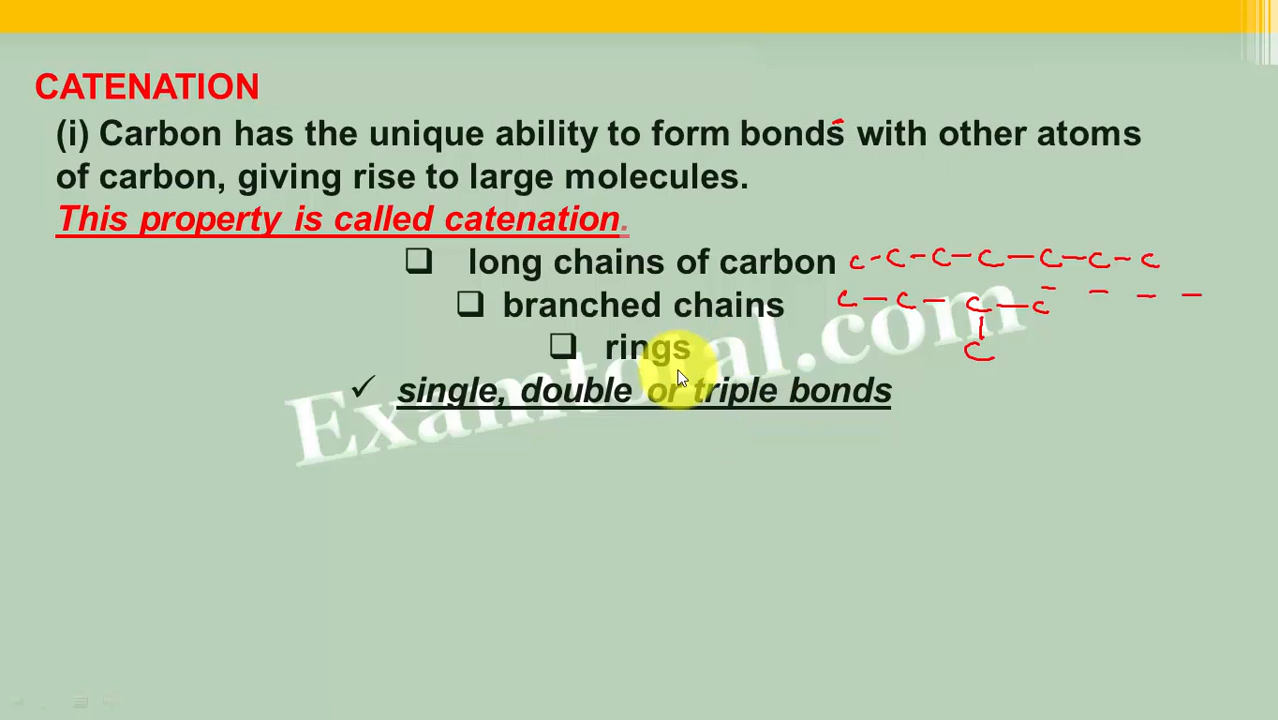 CATENATION
(i) Carbon has the unique ability to form bonds with other atoms
of carbon, giving rise to large molecules.
This property is called catenation.
❑ long chains of carbon C-C-C-C-C-C-C
❑ branched chains C-C-C-C
❑ rings C
✓ single, double or triple bonds
Examtorial.com